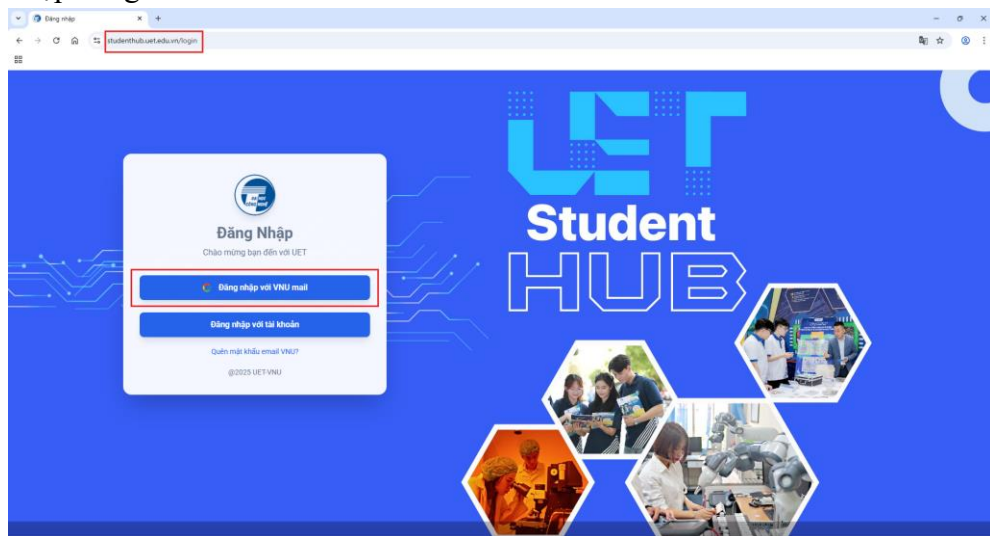 Đăng nhập
studenthub.uet.edu.vn/login
UET
Student
HUB
Đăng Nhập
Chào mừng bạn đến với UET
Đăng nhập với VNU mail
Đăng nhập với tài khoản
Quên mật khẩu email VNU?
@2025 UET-VNU